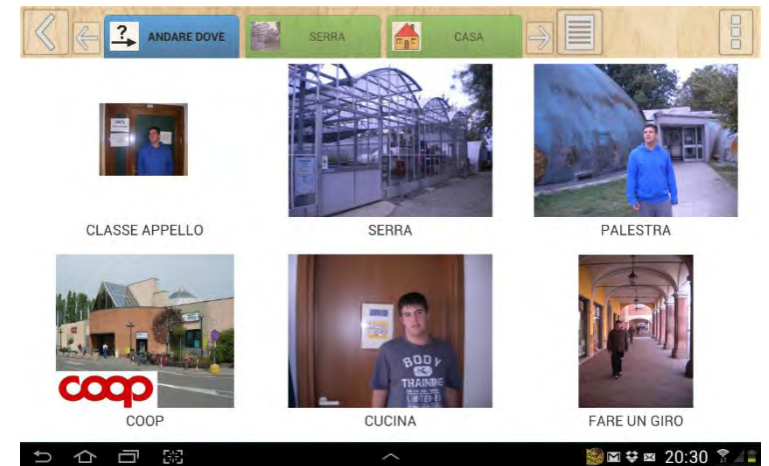 ?
ANDARE DOVE
SERRA
CASA
CLASSE APPELLO
SERRA
PALESTRA
coop
BODY
TRAINING
COOP
CUCINA
FARE UN GIRO
20:30